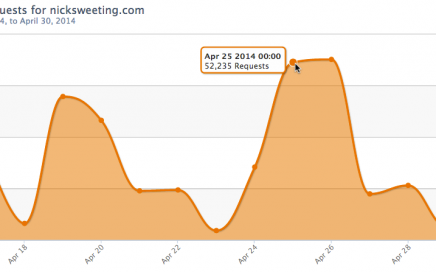 uests for nicksweeting.com
4, to April 30, 2014
Apr 25 2014 00:00
52,235 Requests
Apr 18
Apr 20
Apr 22
Apr 24
Apr 26
Apr 28